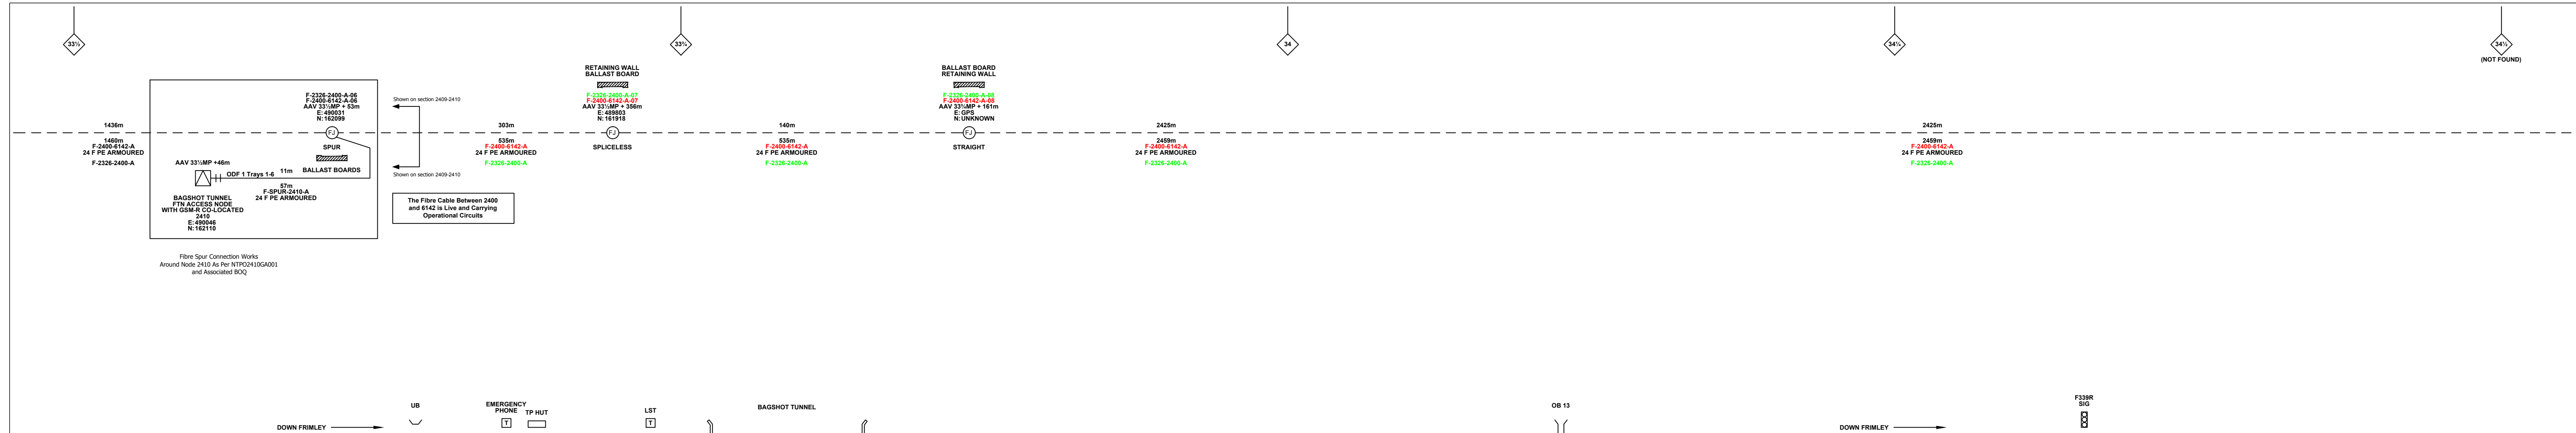 33½
33¾
34
34¼
34½
(NOT FOUND)
F-2326-2400-A-06
F-2400-6142-A-06
AAV 33½MP + 53m
E: 490031
N: 162099
FJ
SPUR
BALLAST BOARDS
1436m
1460m
F-2400-6142-A
24 F PE ARMOURED
F-2326-2400-A
AAV 33½MP +46m
ODF 1 Trays 1-6
11m
57m
F-SPUR-2410-A
24 F PE ARMOURED
BAGSHOT TUNNEL
FTN ACCESS NODE
WITH GSM-R CO-LOCATED
2410
E: 490046
N: 162110
Fibre Spur Connection Works
Around Node 2410 As Per NTPO2410GA001
and Associated BOQ
Shown on section 2409-2410
Shown on section 2409-2410
The Fibre Cable Between 2400
and 6142 is Live and Carrying
Operational Circuits
303m
535m
F-2400-6142-A
24 F PE ARMOURED
F-2326-2400-A
RETAINING WALL
BALLAST BOARD
F-2326-2400-A-07
F-2400-6142-A-07
AAV 33½MP + 356m
E: 489803
N: 161918
FJ
SPLICELESS
140m
535m
F-2400-6142-A
24 F PE ARMOURED
F-2326-2400-A
BALLAST BOARD
RETAINING WALL
F-2326-2400-A-08
F-2400-6142-A-08
AAV 33¾MP + 161m
E: GPS
N: UNKNOWN
FJ
STRAIGHT
2425m
2459m
F-2400-6142-A
24 F PE ARMOURED
F-2326-2400-A
2425m
2459m
F-2400-6142-A
24 F PE ARMOURED
F-2326-2400-A
DOWN FRIMLEY
UB
EMERGENCY
PHONE
T
TP HUT
LST
T
BAGSHOT TUNNEL
OB 13
DOWN FRIMLEY
F339R
SIG